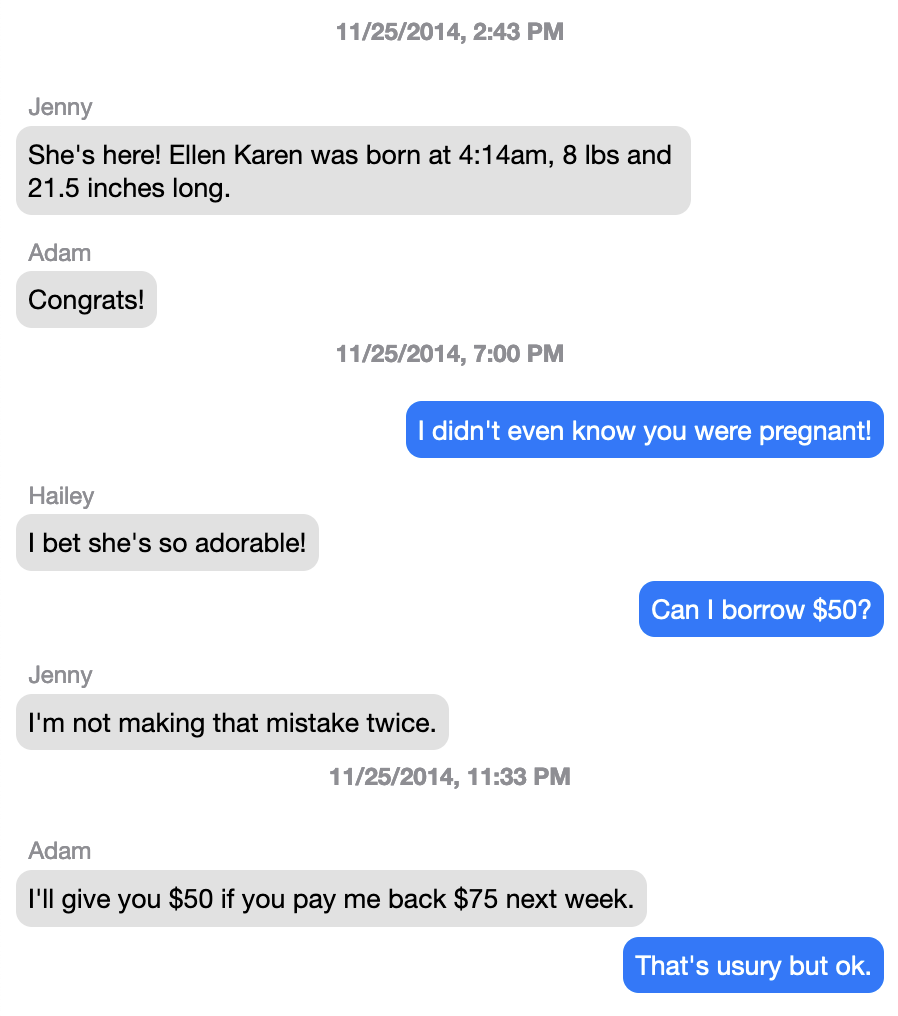 11/25/2014, 2:43 PM
Jenny
She's here! Ellen Karen was born at 4:14am, 8 lbs and
21.5 inches long.
Adam
Congrats!
11/25/2014, 7:00 PM
I didn't even know you were pregnant!
Hailey
I bet she's so adorable!
Can I borrow $50?
Jenny
I'm not making that mistake twice.
11/25/2014, 11:33 PM
Adam
I'll give you $50 if you pay me back $75 next week.
That's usury but ok.